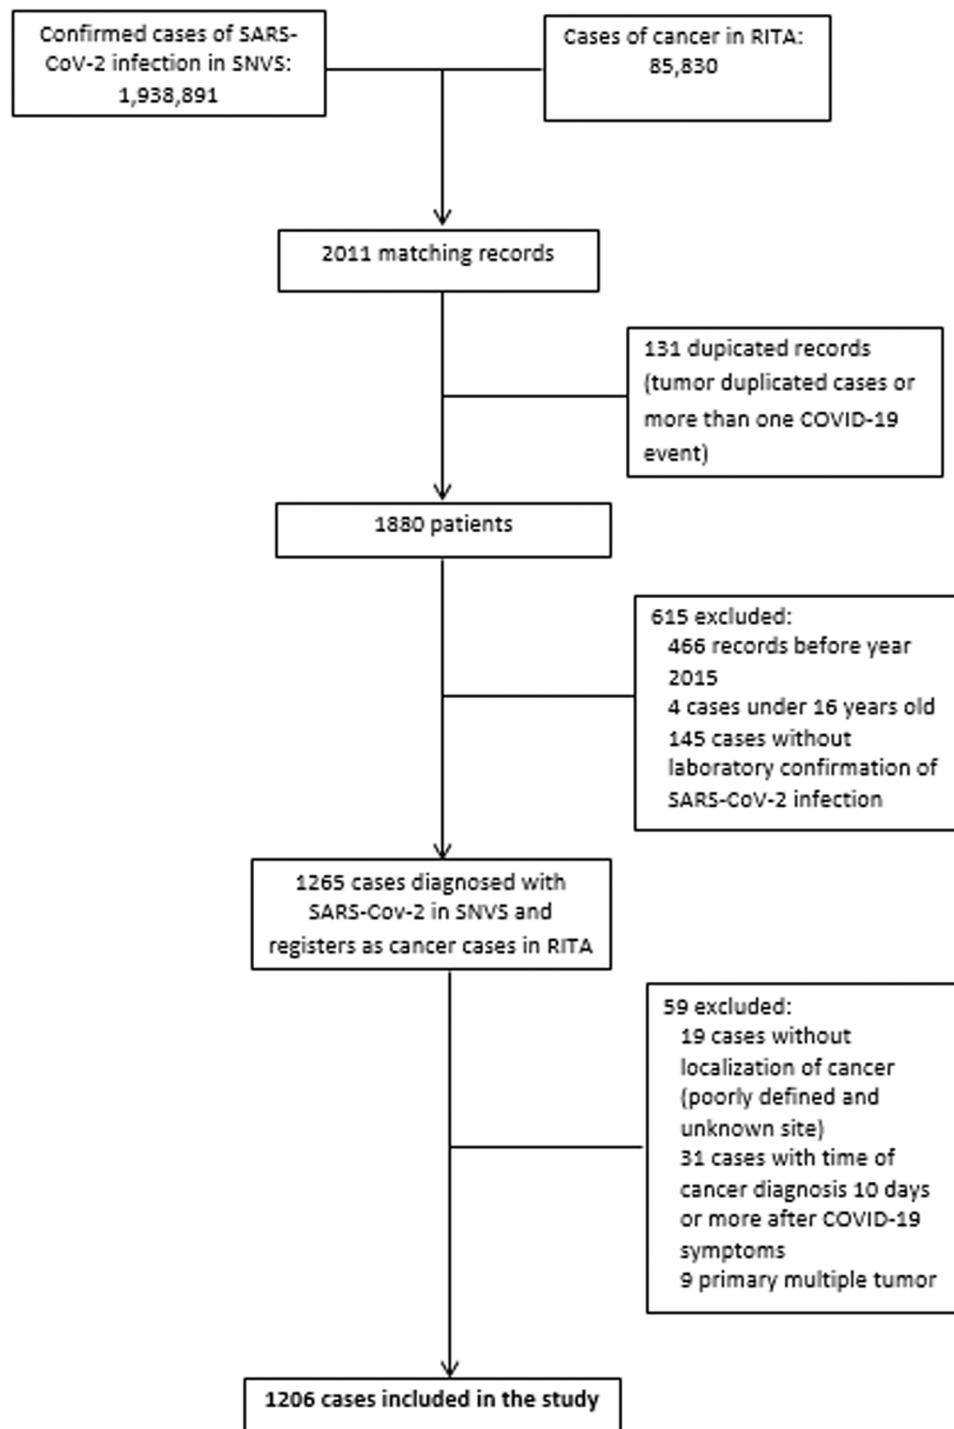 Confirmed cases of SARS-
CoV-2 infection in SNVS:
1,938,891
Cases of cancer in RITA:
85,830
2011 matching records
131 dupicated records
(tumor duplicated cases or
more than one COVID-19
event)
1880 patients
615 excluded:
466 records before year
2015
4 cases under 16 years old
145 cases without
laboratory confirmation of
SARS-CoV-2 infection
1265 cases diagnosed with
SARS-Cov-2 in SNVS and
registers as cancer cases in RITA
59 excluded:
19 cases without
localization of cancer
(poorly defined and
unknown site)
31 cases with time of
cancer diagnosis 10 days
or more after COVID-19
symptoms
9 primary multiple tumor
1206 cases included in the study